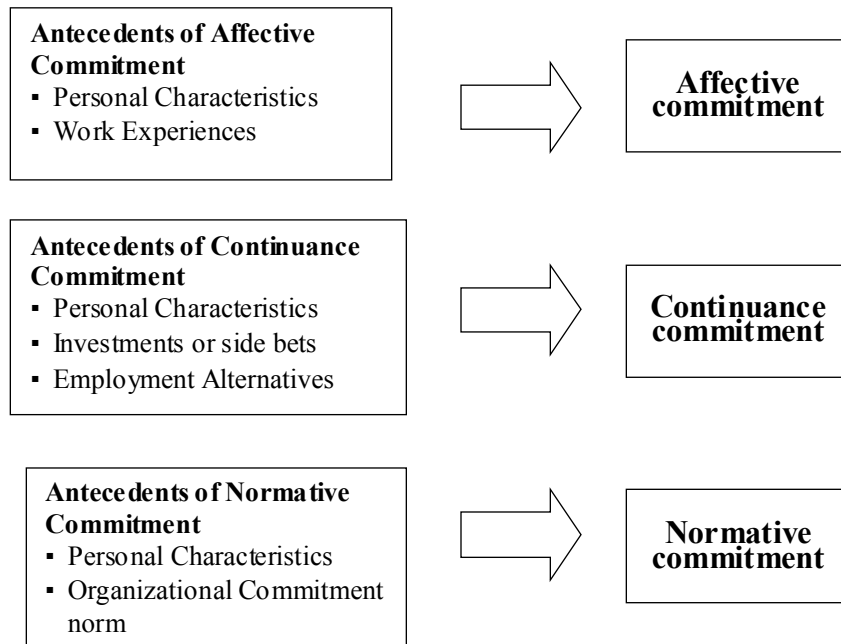 Antecedents of Affective
Commitment
▪ Personal Characteristics
▪ Work Experiences
Affective
commitment
Antecedents of Continuance
Commitment
▪ Personal Characteristics
▪ Investments or side bets
▪ Employment Alternatives
Continuance
commitment
Antecedents of Normative
Commitment
▪ Personal Characteristics
▪ Organizational Commitment
norm
Normative
commitment